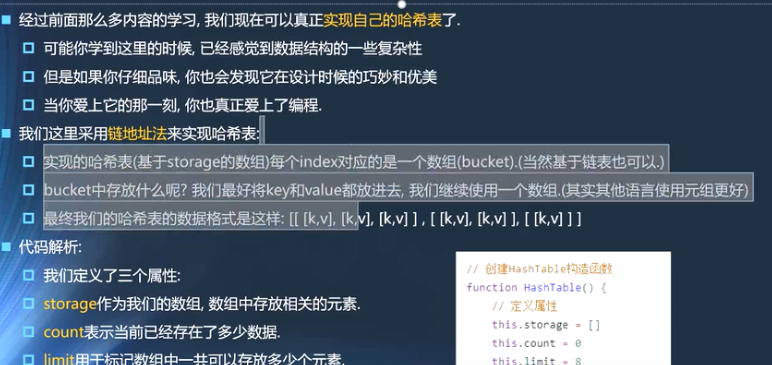 经过前面那么多内容的学习, 我们现在可以真正实现自己的哈希表了.
可能你学到这里的时候, 已经感觉到数据结构的一些复杂性
但是如果你仔细品味, 你也会发现它在设计时候的巧妙和优美
当你爱上它的那一刻, 你也真正爱上了编程.
我们这里采用链地址法来实现哈希表:
实现的哈希表(基于storage的数组)每个index对应的是一个数组(bucket).(当然基于链表也可以.)
bucket中存放什么呢? 我们最好将key和value都放进去, 我们继续使用一个数组.(其实其他语言使用元组更好)
最终我们的哈希表的数据格式是这样: [[ [k,v], [k,v], [k,v] ] , [ [k,v], [k,v] ], [ [k,v] ] ]
代码解析:
我们定义了三个属性:
storage作为我们的数组, 数组中存放相关的元素.
count表示当前已经存在了多少数据.
limit用于标记数组中一共可以存放多少个元素.
// 创建HashTable构造函数
function HashTable() {
// 定义属性
this.storage = []
this.count = 0
this.limit = 8